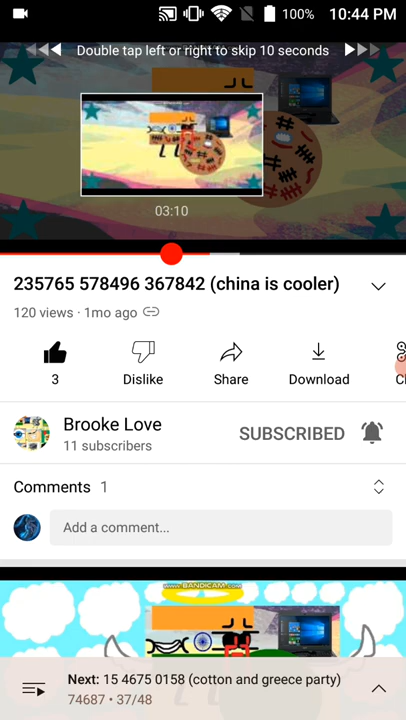 100% 10:44 PM
Double tap left or right to skip 10 seconds
03:10
235765 578496 367842 (china is cooler)
120 views · 1mo ago
3 Dislike Share Download
Brooke Love
11 subscribers
SUBSCRIBED
Comments 1
Add a comment...
www.BANDICAM.com
Next: 15 4675 0158 (cotton and greece party)
74687 • 37/48